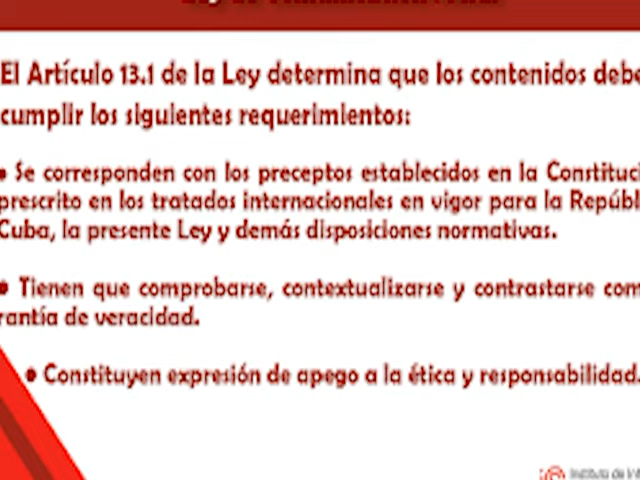 El Artículo 13.1 de la Ley determina que los contenidos debe
cumplir los siguientes requerimientos:
• Se corresponden con los preceptos establecidos en la Constituci
prescrito en los tratados internacionales en vigor para la Repúbl
Cuba, la presente Ley y demás disposiciones normativas.
• Tienen que comprobarse, contextualizarse y contrastarse com
rantía de veracidad.
• Constituyen expresión de apego a la ética y responsabilidad.
Instituto de Inf